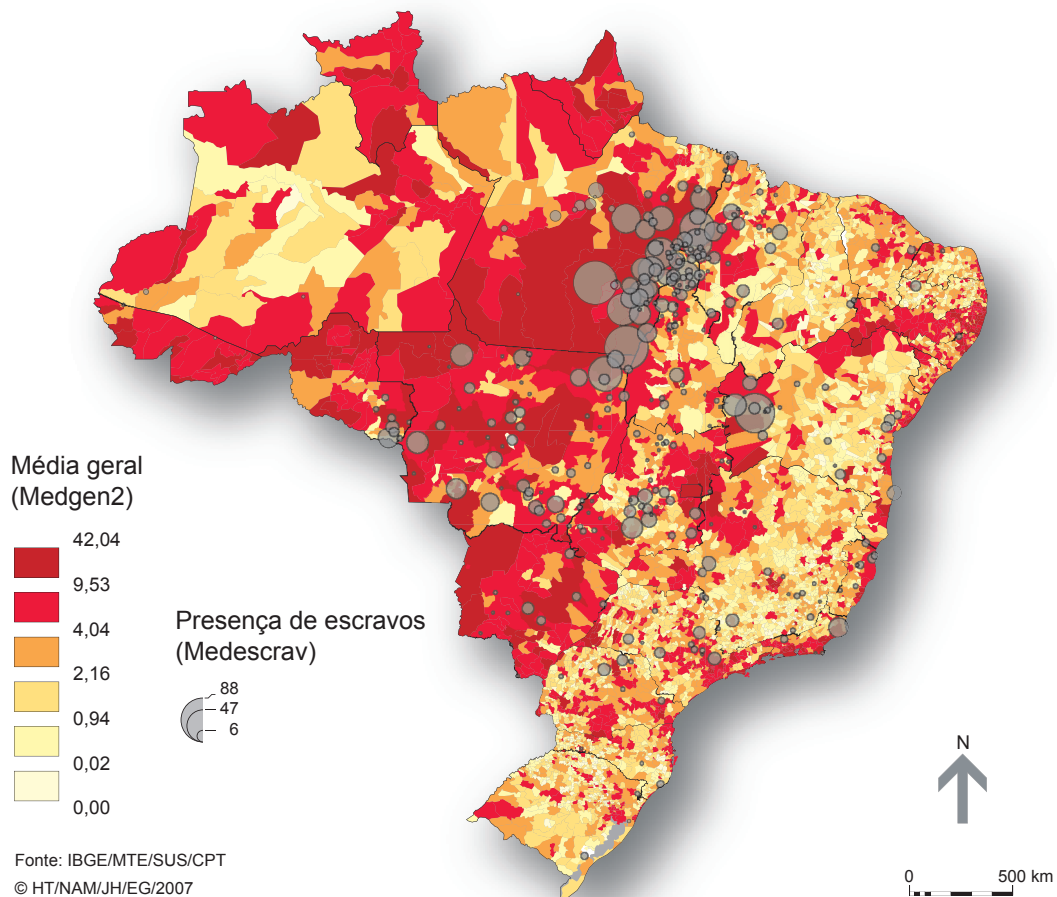 Média geral
(Medgen2)
42,04
9,53
4,04
2,16
0,94
0,02
0,00
Presença de escravos
(Medescrav)
88
47
6
N
Fonte: IBGE/MTE/SUS/CPT
© HT/NAM/JH/EG/2007
0 500 km